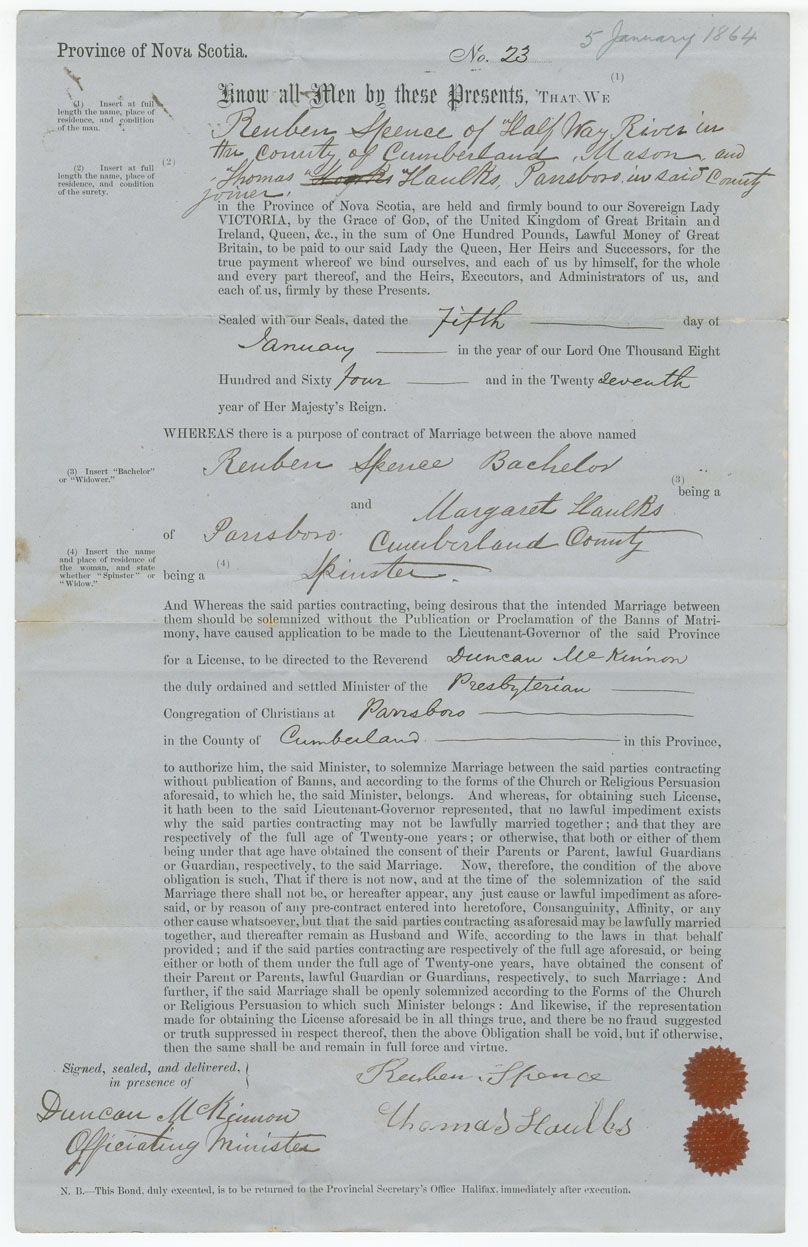 5 January 1864
Province of Nova Scotia.
No. 23
(1)
Know all Men by these Presents, THAT WE
(1) Insert at full
length the name, place of
residence, and condition
of the man.
Reuben Spence of Half Way River in
the County of Cumberland, Mason, and
(2) Insert at full
length the name, place of
residence, and condition
of the surety.
(2)
Thomas Haulks, Parrsboro in said County
joiner.
in the Province of Nova Scotia, are held and firmly bound to our Sovereign Lady
VICTORIA, by the Grace of God, of the United Kingdom of Great Britain and
Ireland, Queen, &c., in the sum of One Hundred Pounds, Lawful Money of Great
Britain, to be paid to our said Lady the Queen, Her Heirs and Successors, for the
true payment whereof we bind ourselves, and each of us by himself, for the whole
and every part thereof, and the Heirs, Executors, and Administrators of us, and
each of us, firmly by these Presents.
Sealed with our Seals, dated the Fifth day of
January in the year of our Lord One Thousand Eight
Hundred and Sixty four and in the Twenty seventh
year of Her Majesty's Reign.
WHEREAS there is a purpose of contract of Marriage between the above named
(3) Insert "Bachelor"
or "Widower."
Reuben Spence Bachelor
(3)
being a
and Margaret Haulks
of Parrsboro Cumberland County
(4) Insert the name
and place of residence of
the woman, and state
whether "Spinster" or
"Widow."
being a (4) Spinster.
And Whereas the said parties contracting, being desirous that the intended Marriage between
them should be solemnized without the Publication or Proclamation of the Banns of Matri-
mony, have caused application to be made to the Lieutenant-Governor of the said Province
for a License, to be directed to the Reverend Duncan McKinnon
the duly ordained and settled Minister of the Presbyterian
Congregation of Christians at Parrsboro
in the County of Cumberland in this Province,
to authorize him, the said Minister, to solemnize Marriage between the said parties contracting
without publication of Banns, and according to the forms of the Church or Religious Persuasion
aforesaid, to which he, the said Minister, belongs. And whereas, for obtaining such License,
it hath been to the said Lieutenant-Governor represented, that no lawful impediment exists
why the said parties contracting may not be lawfully married together; and that they are
respectively of the full age of Twenty-one years; or otherwise, that both or either of them
being under that age have obtained the consent of their Parents or Parent, lawful Guardians
or Guardian, respectively, to the said Marriage. Now, therefore, the condition of the above
obligation is such, That if there is not now, and at the time of the solemnization of the said
Marriage there shall not be, or hereafter appear, any just cause or lawful impediment as afore-
said, or by reason of any pre-contract entered into heretofore, Consanguinity, Affinity, or any
other cause whatsoever, but that the said parties contracting as aforesaid may be lawfully married
together, and thereafter remain as Husband and Wife, according to the laws in that behalf
provided; and if the said parties contracting are respectively of the full age aforesaid, or being
either or both of them under the full age of Twenty-one years, have obtained the consent of
their Parent or Parents, lawful Guardian or Guardians, respectively, to such Marriage: And
further, if the said Marriage shall be openly solemnized according to the Forms of the Church
or Religious Persuasion to which such Minister belongs: And likewise, if the representation
made for obtaining the License aforesaid be in all things true, and there be no fraud suggested
or truth suppressed in respect thereof, then the above Obligation shall be void, but if otherwise,
then the same shall be and remain in full force and virtue.
Signed, sealed, and delivered,
in presence of
Reuben Spence
Duncan McKinnon
Thomas Haulks
Officiating Minister
N. B.—This Bond, duly executed, is to be returned to the Provincial Secretary's Office Halifax, immediately after execution.